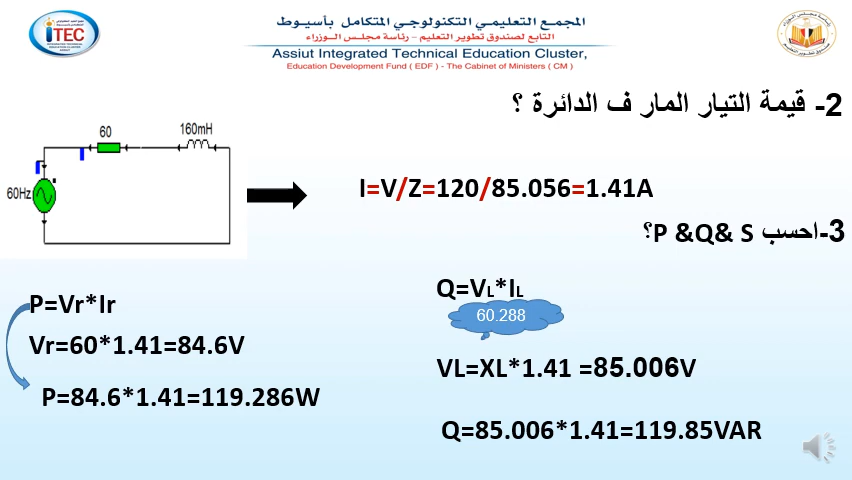 المجمع التعليمي التكنولوجي المتكامل بأسيوط
التابع لصندوق تطوير التعليم - رئاسة مجلس الوزراء
Assiut Integrated Technical Education Cluster,
Education Development Fund ( EDF ) - The Cabinet of Ministers ( CM )
iTEC
2- قيمة التيار المار ف الدائرة ؟
60
160mH
60Hz
I=V/Z=120/85.056=1.41A
3-احسب P &Q& S؟
P=Vr*Ir
Vr=60*1.41=84.6V
P=84.6*1.41=119.286W
Q=VL*IL
60.288
VL=XL*1.41 =85.006V
Q=85.006*1.41=119.85VAR